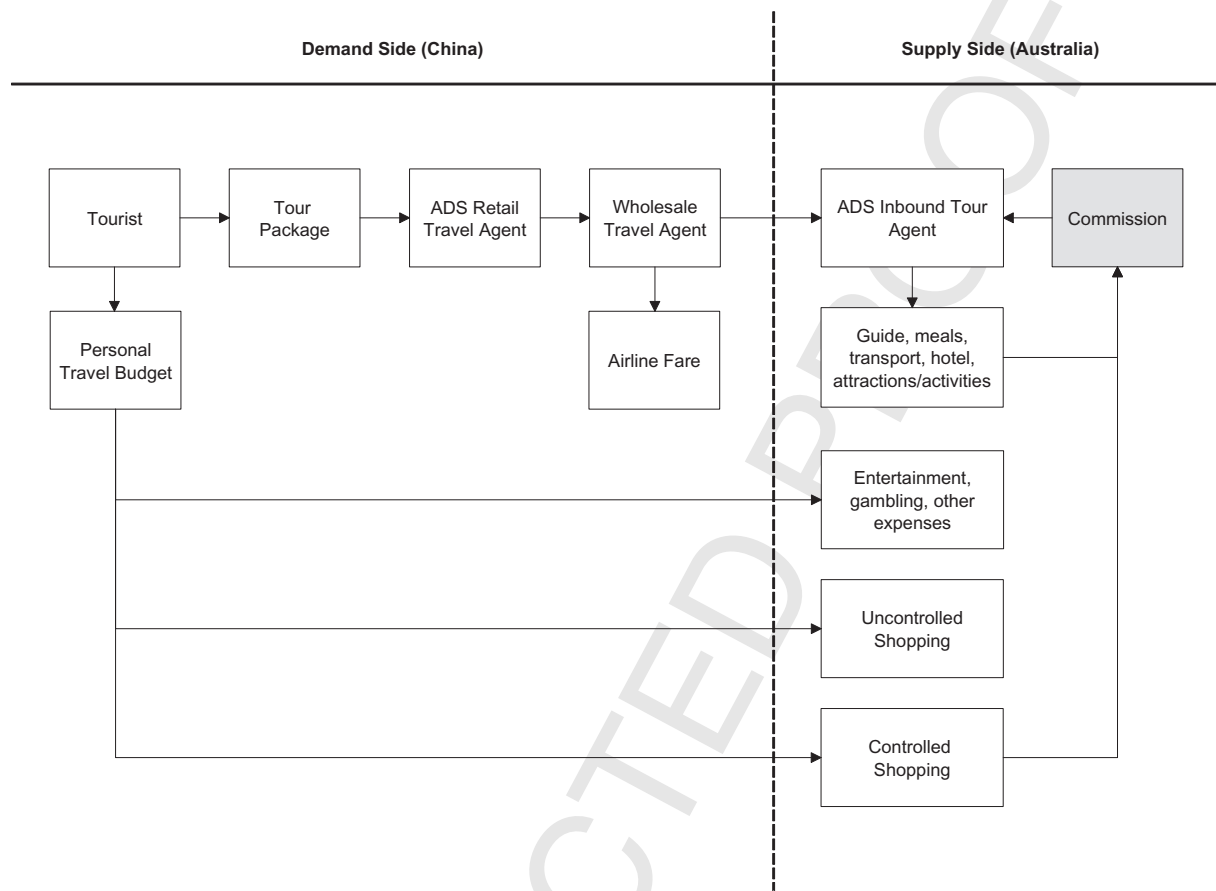 Demand Side (China)
Supply Side (Australia)
Tourist
Tour
Package
ADS Retail
Travel Agent
Wholesale
Travel Agent
ADS Inbound Tour
Agent
Commission
Personal
Travel Budget
Airline Fare
Guide, meals,
transport, hotel,
attractions/activities
Entertainment,
gambling, other
expenses
Uncontrolled
Shopping
Controlled
Shopping
CTED PROOF